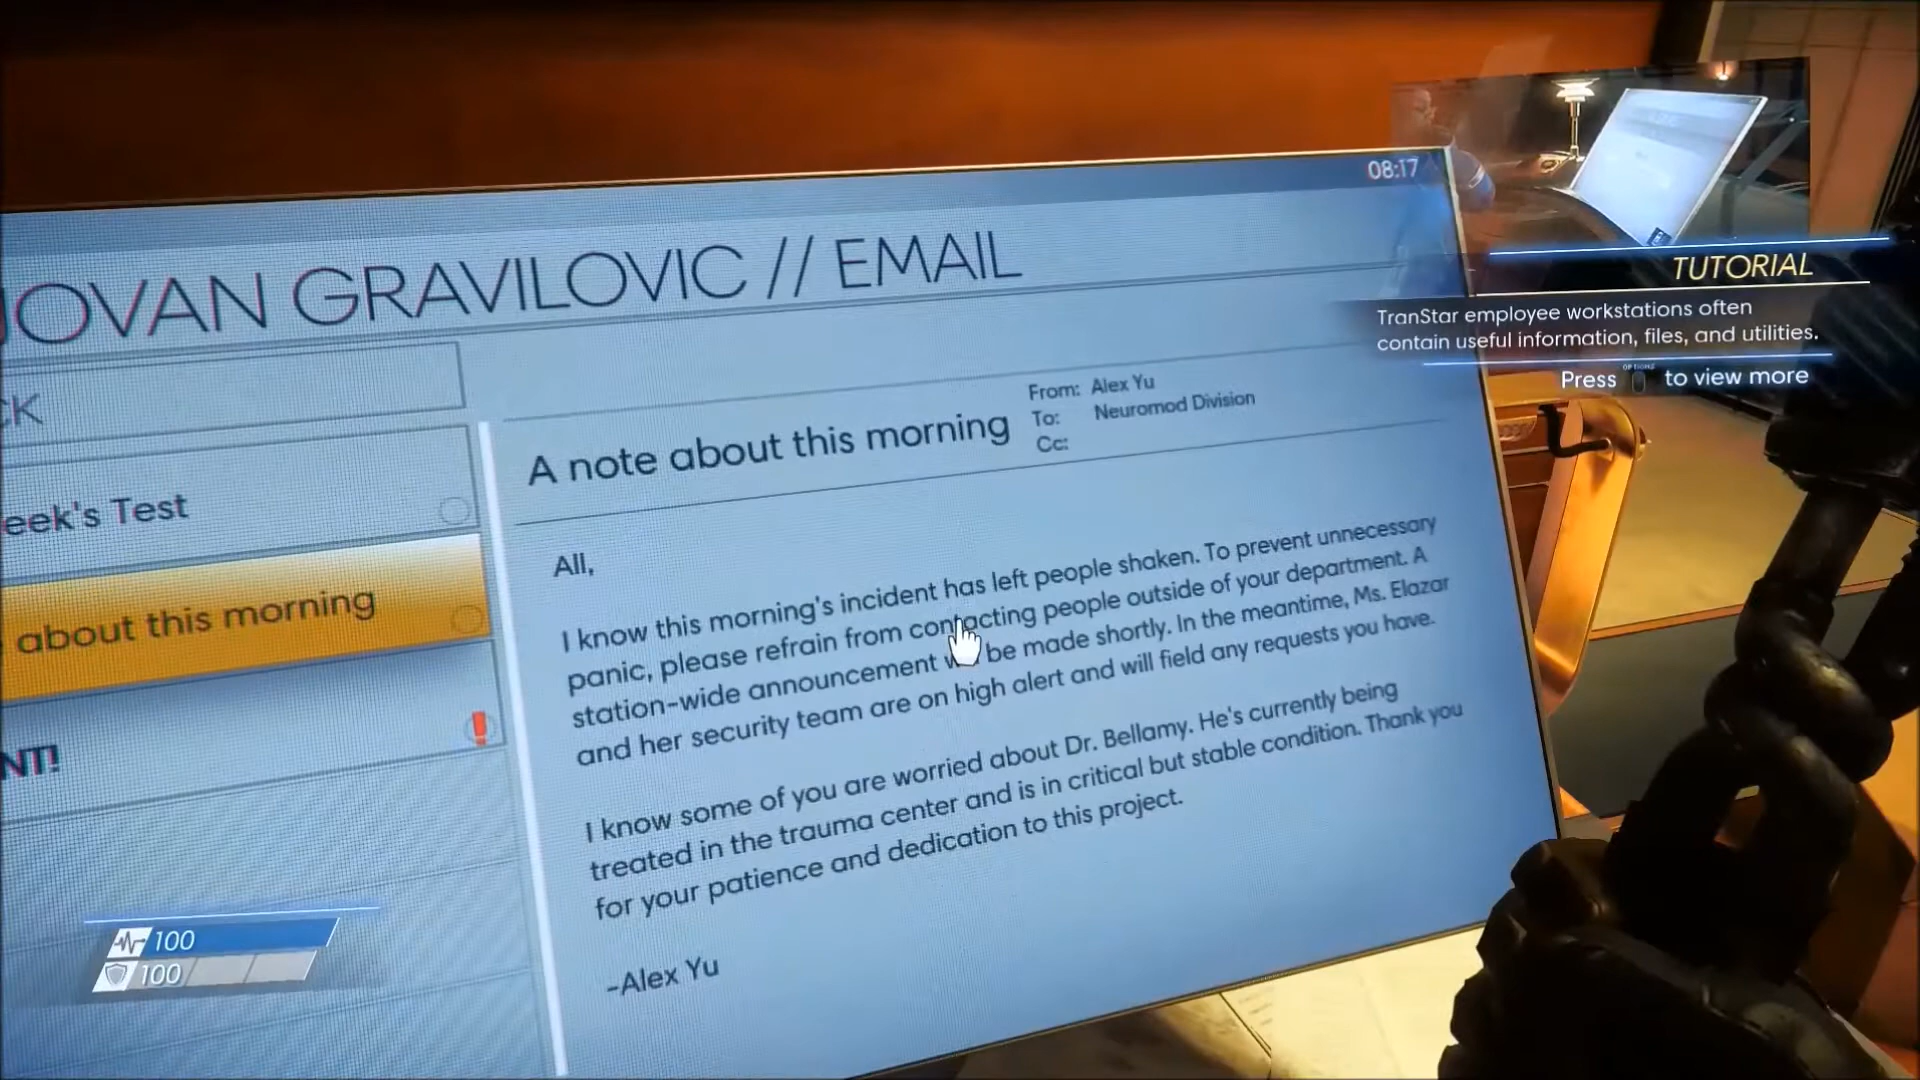 08:17
JOVAN GRAVILOVIC // EMAIL
TUTORIAL
TranStar employee workstations often
contain useful information, files, and utilities.
Press OPTIONS to view more
CK
eek's Test
about this morning
NT!
A note about this morning
From: Alex Yu
To: Neuromod Division
Cc:
All,
I know this morning's incident has left people shaken. To prevent unnecessary
panic, please refrain from contacting people outside of your department. A
station-wide announcement be made shortly. In the meantime, Ms. Elazar
and her security team are on high alert and will field any requests you have.
I know some of you are worried about Dr. Bellamy. He's currently being
treated in the trauma center and is in critical but stable condition. Thank you
for your patience and dedication to this project.
-Alex Yu
100
100